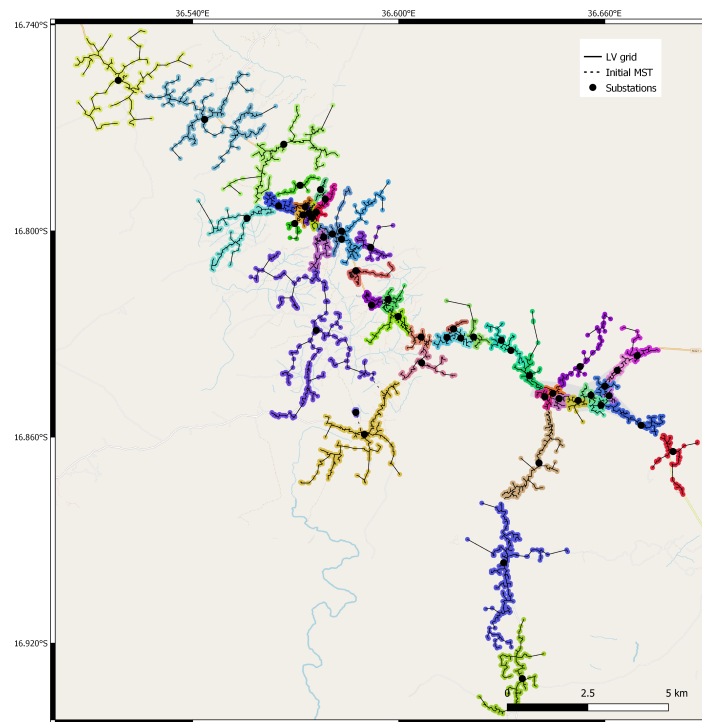 36.540°E 36.600°E 36.660°E
16.740°S
LV grid
Initial MST
Substations
16.800°S
16.860°S
16.920°S
0 2.5 5 km